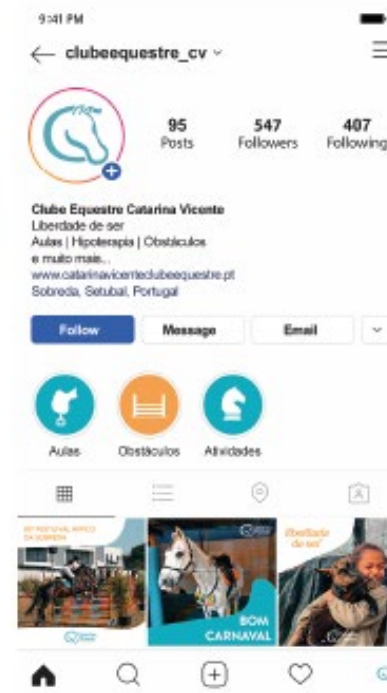 9:41 PM
clubeequestre_cv
95
Posts
547
Followers
407
Following
Clube Equestre Catarina Vicente
Liberdade de ser
Aulas | Hipoterapia | Obstáculos
e muito mais...
www.catarinavicenteclubeequestre.pt
Sobreda, Setubal, Portugal
Follow
Message
Email
Aulas
Obstáculos
Atividades
DA SOBREDA
BOM
CARNAVAL
liberdade
de ser